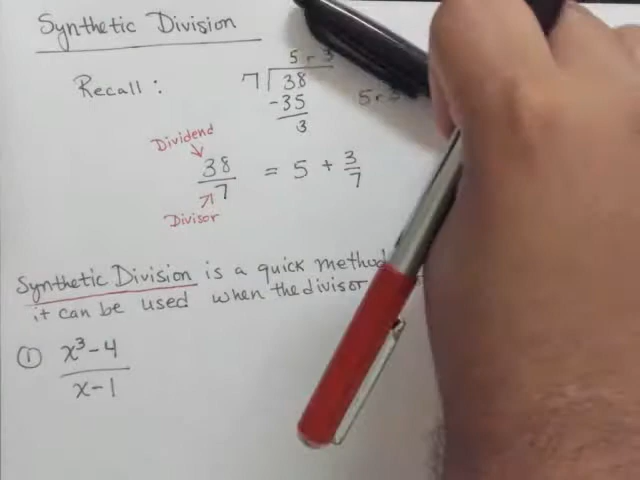 Synthetic Division
Recall:
5 r 3
7 38
-35
3
5 r
Dividend
38
7
= 5 + 3/7
Divisor
Synthetic Division is a quick method
it can be used when the divisor
① x³-4
x-1